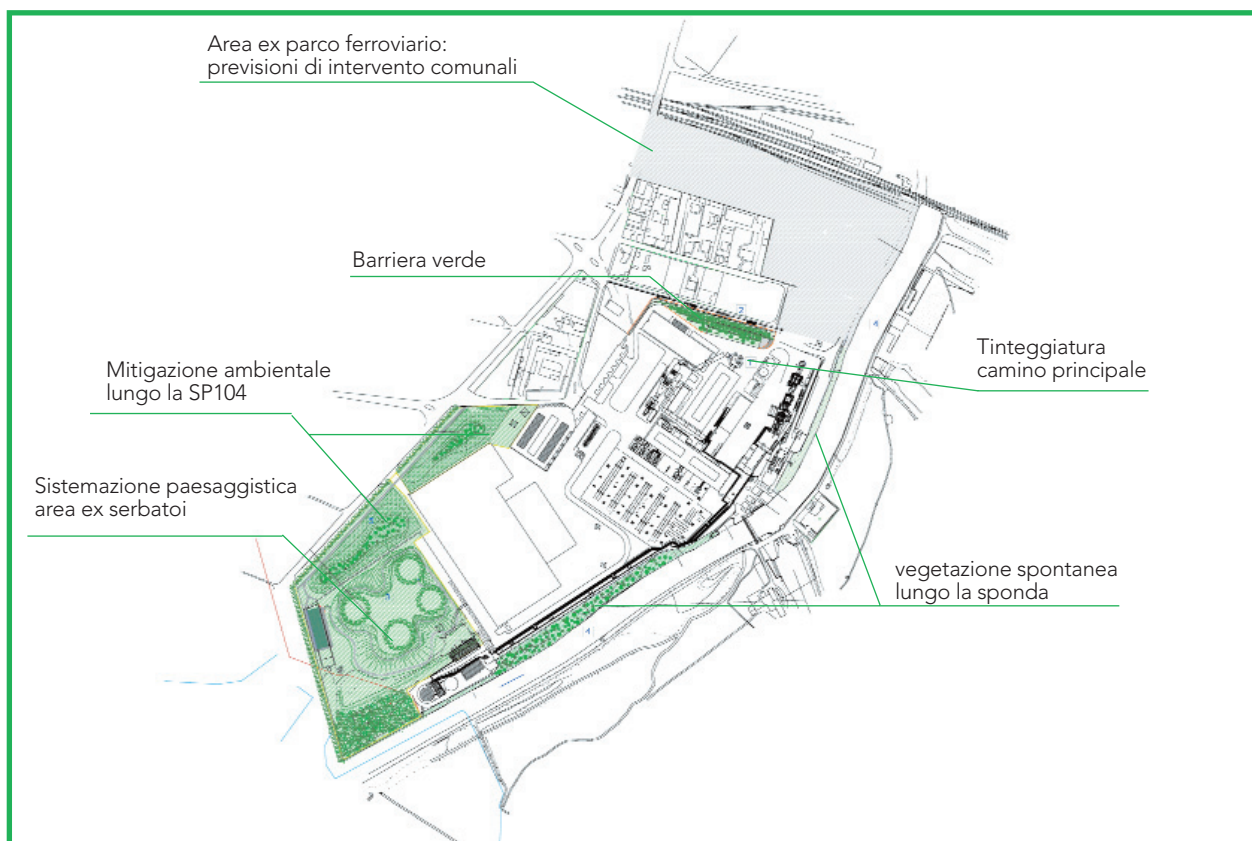 Area ex parco ferroviario:
previsioni di intervento comunali
Barriera verde
Tinteggiatura
camino principale
Mitigazione ambientale
lungo la SP104
Sistemazione paesaggistica
area ex serbatoi
vegetazione spontanea
lungo la sponda